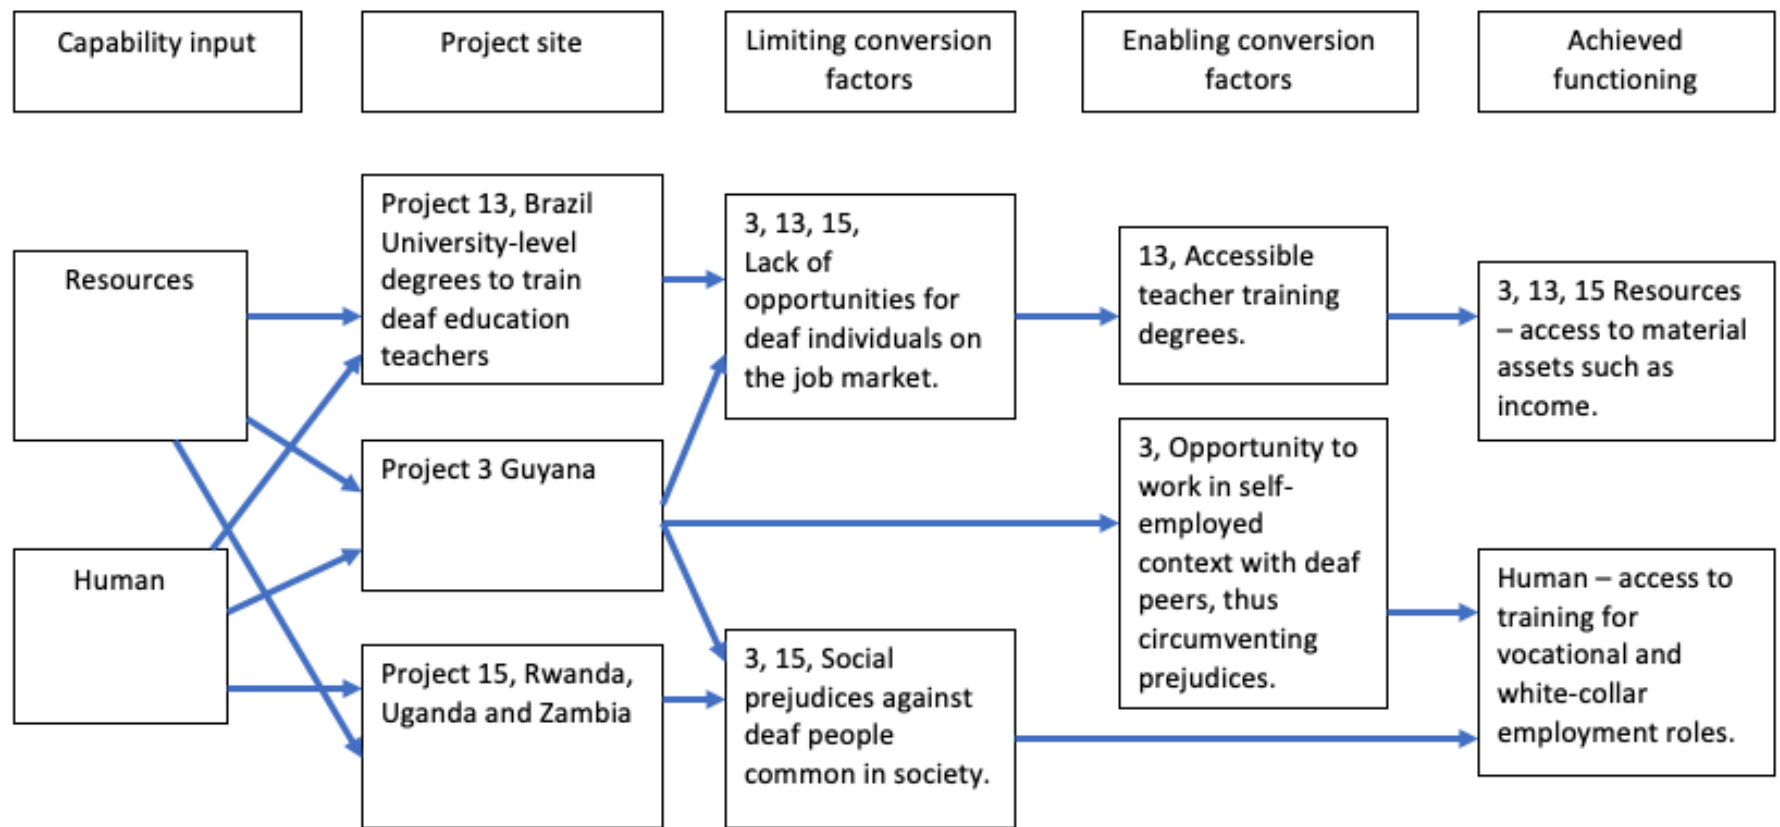 Capability input
Project site
Limiting conversion
factors
Enabling conversion
factors
Achieved
functioning
Resources
Human
Project 13, Brazil
University-level
degrees to train
deaf education
teachers
Project 3 Guyana
Project 15, Rwanda,
Uganda and Zambia
3, 13, 15,
Lack of
opportunities for
deaf individuals on
the job market.
3, 15, Social
prejudices against
deaf people
common in society.
13, Accessible
teacher training
degrees.
3, Opportunity to
work in self-
employed
context with deaf
peers, thus
circumventing
prejudices.
3, 13, 15 Resources
– access to material
assets such as
income.
Human – access to
training for
vocational and
white-collar
employment roles.